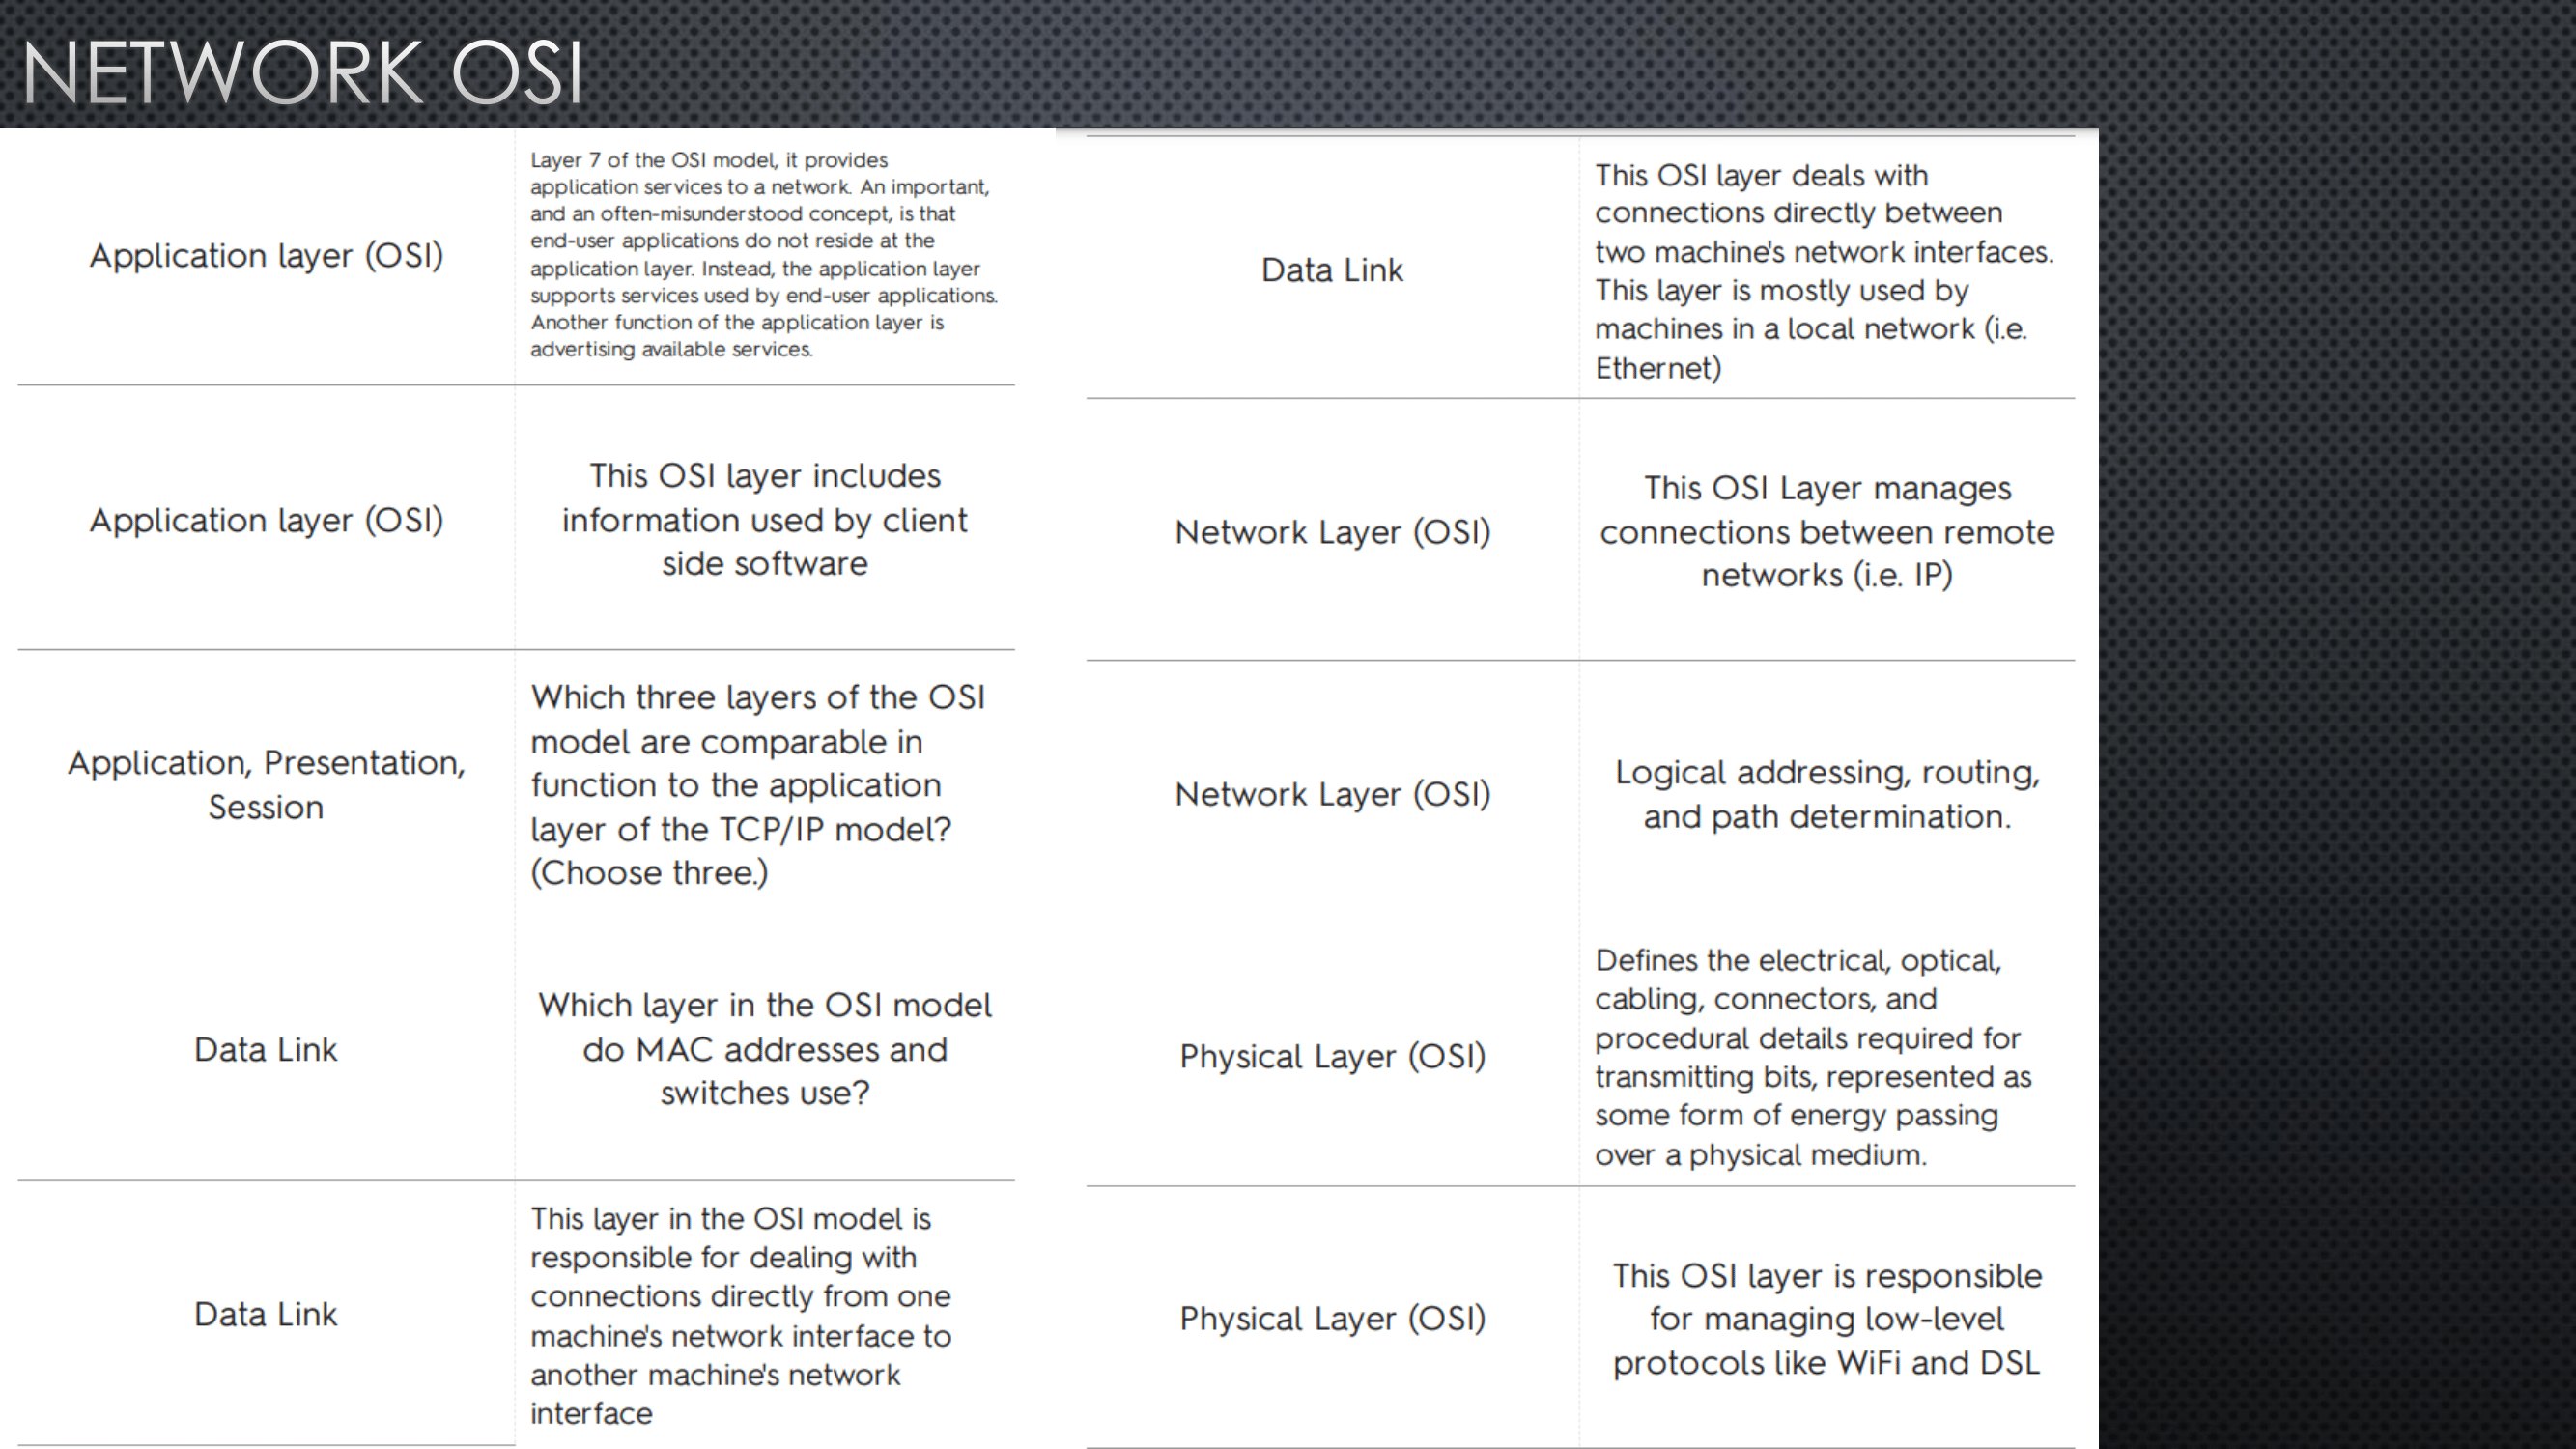 NETWORK OSI
Application layer (OSI)
Layer 7 of the OSI model, it provides
application services to a network. An important,
and an often-misunderstood concept, is that
end-user applications do not reside at the
application layer. Instead, the application layer
supports services used by end-user applications.
Another function of the application layer is
advertising available services.
Application layer (OSI)
This OSI layer includes
information used by client
side software
Application, Presentation,
Session
Which three layers of the OSI
model are comparable in
function to the application
layer of the TCP/IP model?
(Choose three.)
Data Link
Which layer in the OSI model
do MAC addresses and
switches use?
Data Link
This layer in the OSI model is
responsible for dealing with
connections directly from one
machine's network interface to
another machine's network
interface
Data Link
This OSI layer deals with
connections directly between
two machine's network interfaces.
This layer is mostly used by
machines in a local network (i.e.
Ethernet)
Network Layer (OSI)
This OSI Layer manages
connections between remote
networks (i.e. IP)
Network Layer (OSI)
Logical addressing, routing,
and path determination.
Physical Layer (OSI)
Defines the electrical, optical,
cabling, connectors, and
procedural details required for
transmitting bits, represented as
some form of energy passing
over a physical medium.
Physical Layer (OSI)
This OSI layer is responsible
for managing low-level
protocols like WiFi and DSL